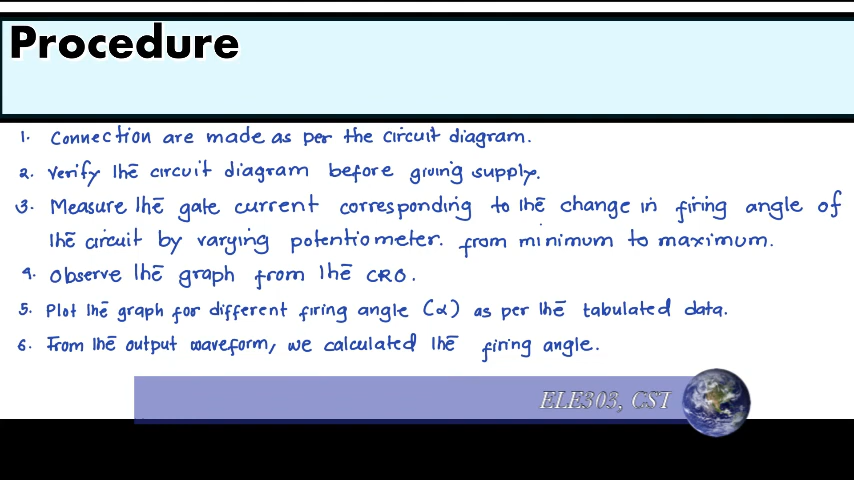 Procedure
1. Connection are made as per the circuit diagram.
2. Verify the circuit diagram before giving supply.
3. Measure the gate current corresponding to the change in firing angle of
the circuit by varying potentiometer. from minimum to maximum.
4. Observe the graph from the CRO.
5. Plot the graph for different firing angle (α) as per the tabulated data.
6. From the output waveform, we calculated the firing angle.
ELE303, CST